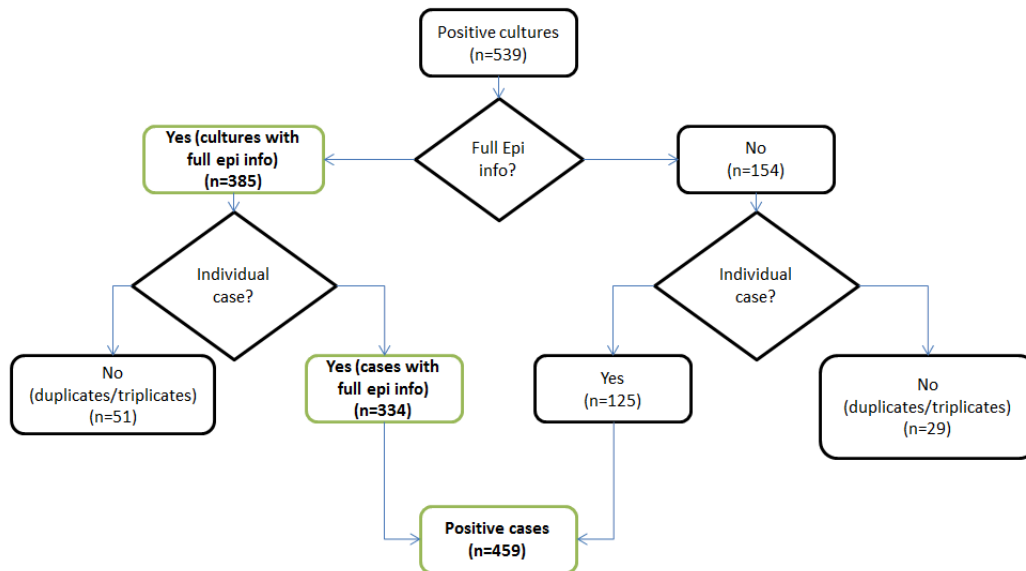 Positive cultures
(n=539)
Yes (cultures with
full epi info)
(n=385)
Full Epi
info?
No
(n=154)
Individual
case?
Individual
case?
No
(duplicates/triplicates)
(n=51)
Yes (cases with
full epi info)
(n=334)
Yes
(n=125)
No
(duplicates/triplicates)
(n=29)
Positive cases
(n=459)